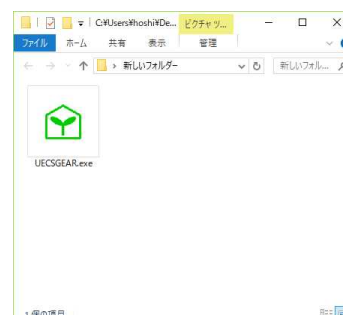 C:¥Users¥hoshi¥De... ピクチャ ツ...
ファイル ホーム 共有 表示 管理
新しいフォルダー 新しいフォル...
UECSGEAR.exe
1 個の項目